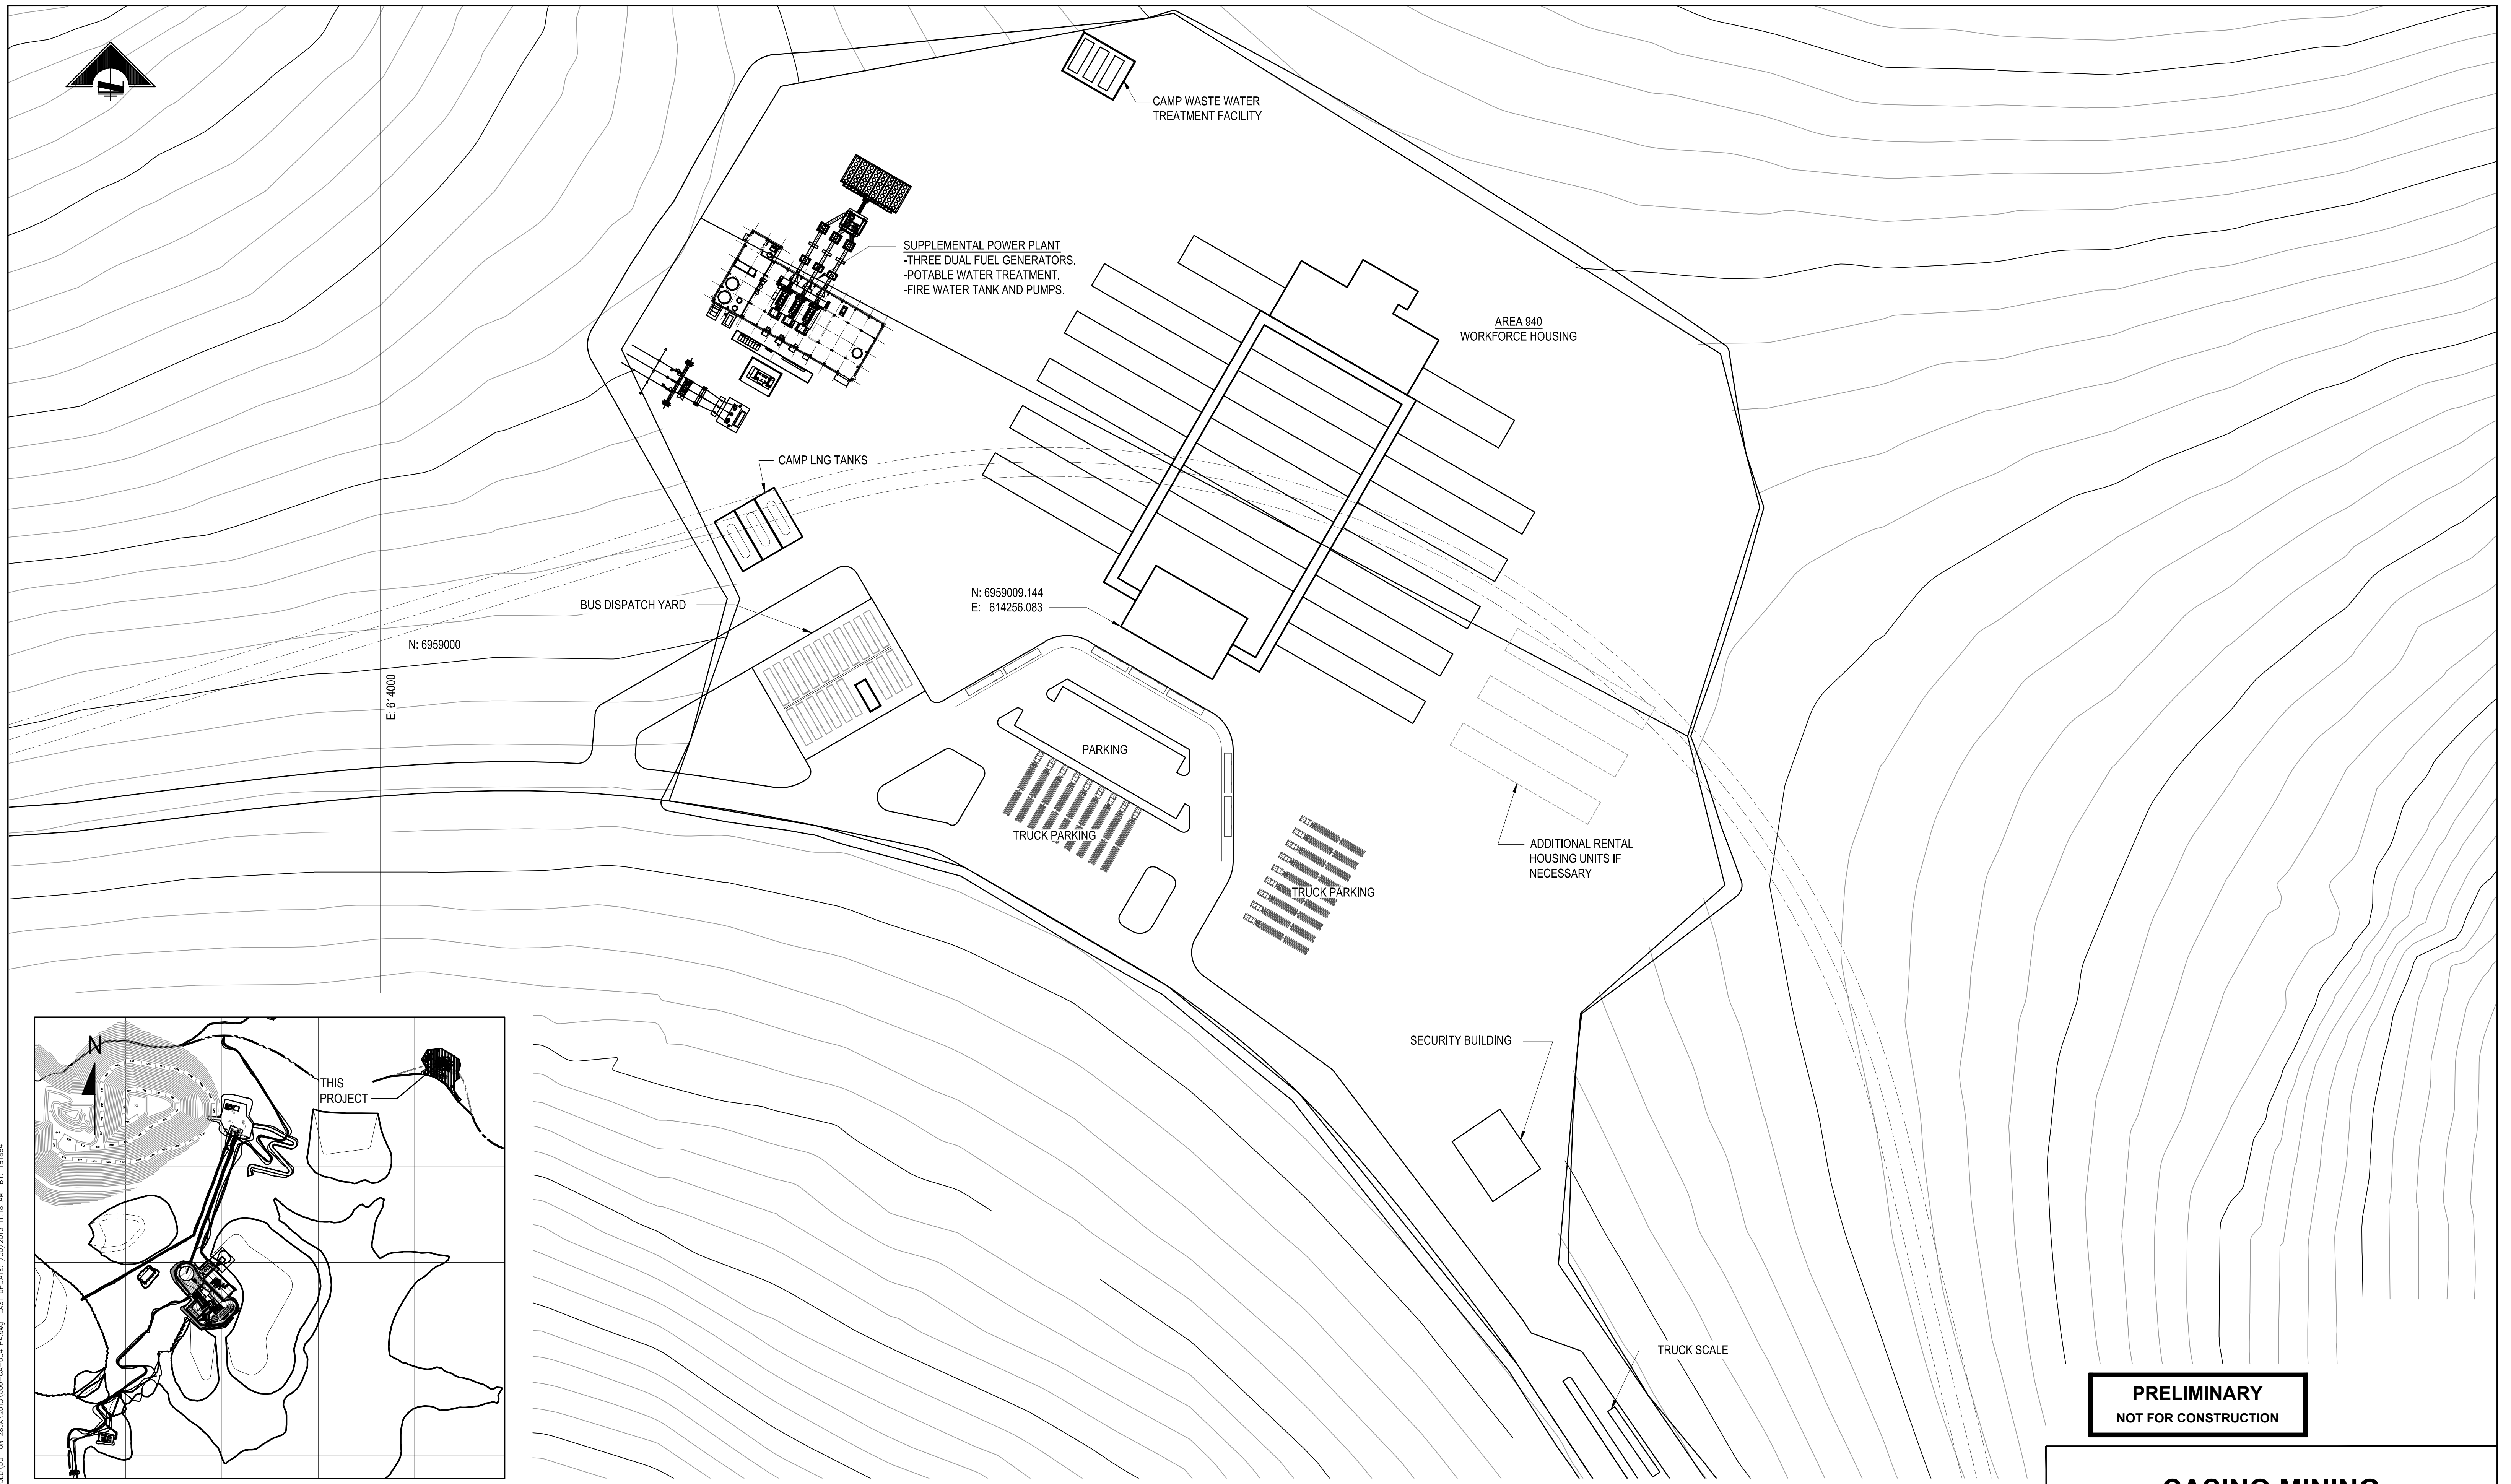 CAMP WASTE WATER
TREATMENT FACILITY
SUPPLEMENTAL POWER PLANT
-THREE DUAL FUEL GENERATORS.
-POTABLE WATER TREATMENT.
-FIRE WATER TANK AND PUMPS.
AREA 940
WORKFORCE HOUSING
CAMP LNG TANKS
BUS DISPATCH YARD
N: 6959009.144
E: 614256.083
N: 6959000
E: 614000
PARKING
TRUCK PARKING
TRUCK PARKING
ADDITIONAL RENTAL
HOUSING UNITS IF
NECESSARY
SECURITY BUILDING
N
THIS
PROJECT
TRUCK SCALE
PRELIMINARY
NOT FOR CONSTRUCTION
CASINO MINING